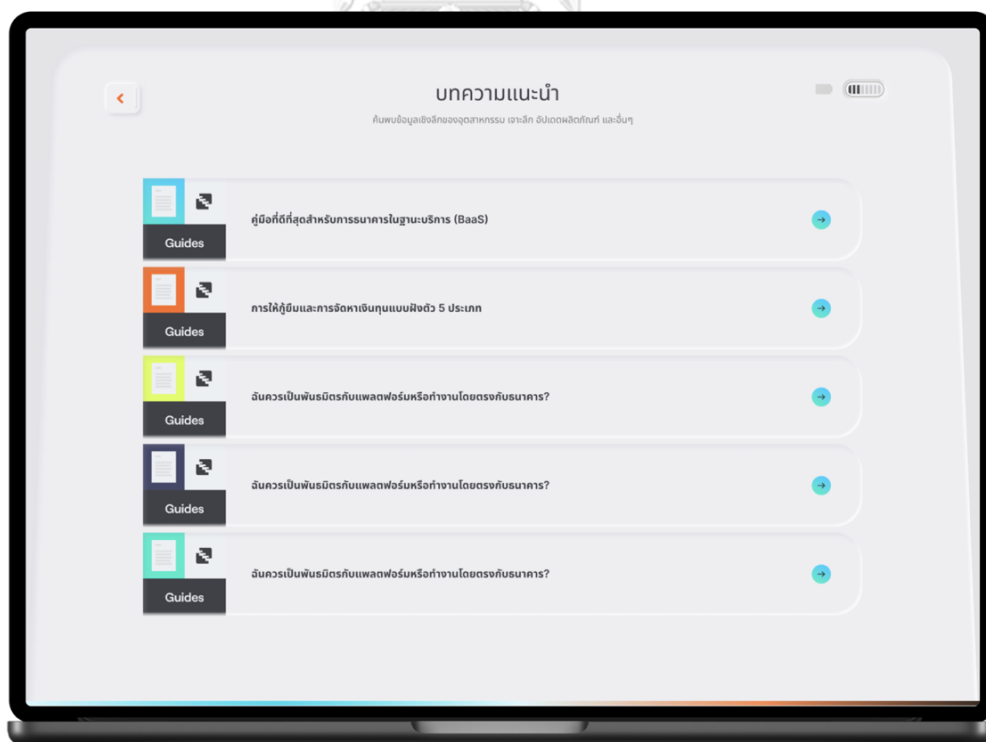 บทความแนะนำ
ค้นพบข้อมูลเชิงลึกของอุตสาหกรรม เจาะลึก อัปเดตผลิตภัณฑ์ และอื่นๆ
คู่มือที่ดีที่สุดสำหรับการธนาคารในฐานะบริการ (BaaS)
Guides
การให้กู้ยืมและการจัดหาเงินทุนแบบฝังตัว 5 ประเภท
Guides
ฉันควรเป็นพันธมิตรกับแพลตฟอร์มหรือทำงานโดยตรงกับธนาคาร?
Guides
ฉันควรเป็นพันธมิตรกับแพลตฟอร์มหรือทำงานโดยตรงกับธนาคาร?
Guides
ฉันควรเป็นพันธมิตรกับแพลตฟอร์มหรือทำงานโดยตรงกับธนาคาร?
Guides